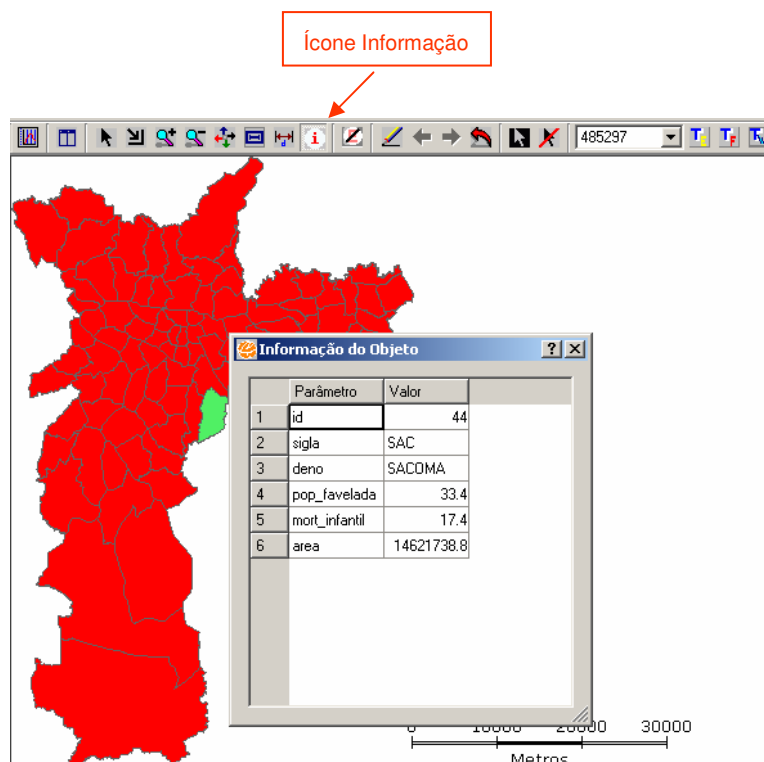 Ícone Informação
485297
Informação do Objeto
Parâmetro Valor
1 id 44
2 sigla SAC
3 deno SACOMA
4 pop_favelada 33.4
5 mort_infantil 17.4
6 area 14621738.8
0 10000 20000 30000
Metros